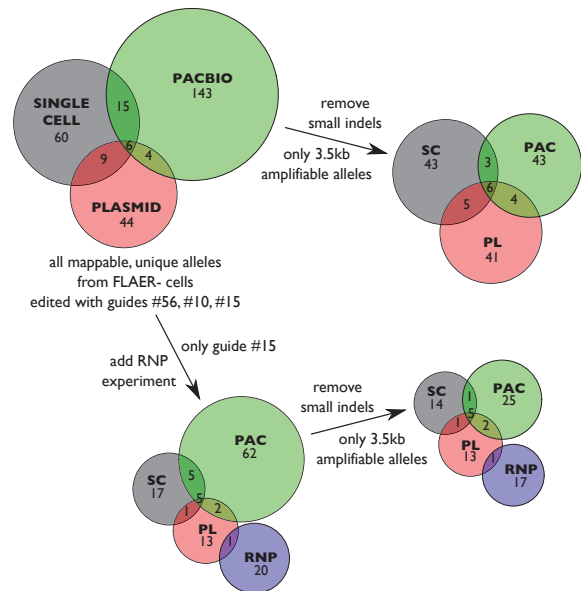 PACBIO
143
SINGLE
CELL
60
15
6
9
4
PLASMID
44
remove
small indels
only 3.5kb
amplifiable alleles
SC
43
PAC
43
3
6
5
4
PL
41
all mappable, unique alleles
from FLAER- cells
edited with guides #56, #10, #15
only guide #15
add RNP
experiment
PAC
62
SC
17
5
5
1
2
PL
13
1
RNP
20
remove
small indels
only 3.5kb
amplifiable alleles
SC
14
PAC
25
1
5
1
2
PL
13
1
RNP
17